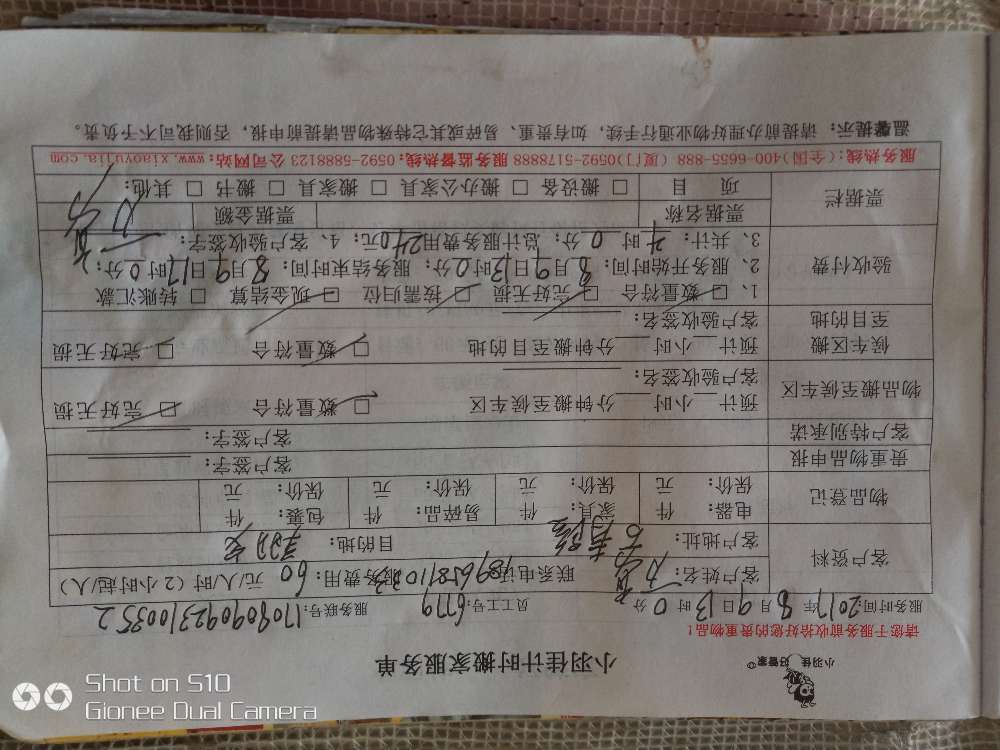 小羽佳 好管家
小羽佳计时搬家服务单
请您于服务前收拾好您的贵重物品！
服务时间：2017年 8月9日13时0分 员工工号：6779 服务联号：1708090923100352
客户资料
客户姓名： 联系电话： 服务费用：60 元/人/时（2小时起/人）
客户地址： 目的地：
物品登记
电器： 件 家具： 件 易碎品： 件 包裹： 件
保价： 元 保价： 元 保价： 元 保价： 元
贵重物品申报 客户签字：
客户特别承诺 客户签字：
物品搬至候车区
预计 小时 分钟搬至候车区 □ 数量符合 □ 完好无损
客户验收签名：
候车区搬至目的地
预计 小时 分钟搬至目的地 □ 数量符合 □ 完好无损
客户验收签名：
验收付费
1、□ 数量符合 □ 完好无损 □ 按需归位 □ 现金结算 □ 转账汇款
2、服务开始时间：8月9日13时0分；服务结束时间：8月9日17时0分；
3、共计：4时0分；总计服务费用240元；4、客户验收签字：
票据栏
票据名称 票据金额
项 目 □ 搬设备 □ 搬办公家具 □ 搬家具 □ 搬书 □ 其他：
服务热线：(全国)400-6655-888 (厦门)0592-5178888 服务监督热线：0592-5888123 公司网站：www.xiaoyujia.com
温馨提示：请提前办理好物业通行手续，如有贵重、易碎或其它特殊物品请提前申报，否则我司不予负责。
Shot on S10
Gionee Dual Camera